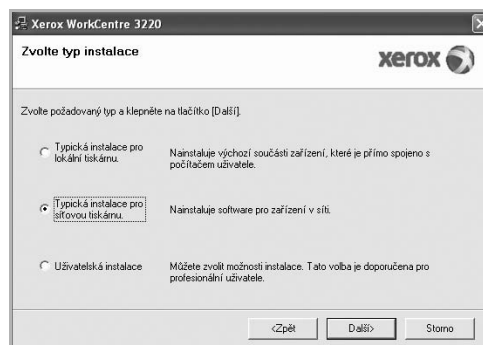 Xerox WorkCentre 3220
Zvolte typ instalace
xerox
Zvolte požadovaný typ a klepněte na tlačítko [Další].
Typická instalace pro
lokální tiskárnu.
Nainstaluje výchozí součásti zařízení, které je přímo spojeno s
počítačem uživatele.
Typická instalace pro
síťovou tiskárnu.
Nainstaluje software pro zařízení v síti.
Uživatelská instalace
Můžete zvolit možnosti instalace. Tato volba je doporučena pro
profesionální uživatele.
<Zpět
Další>
Storno